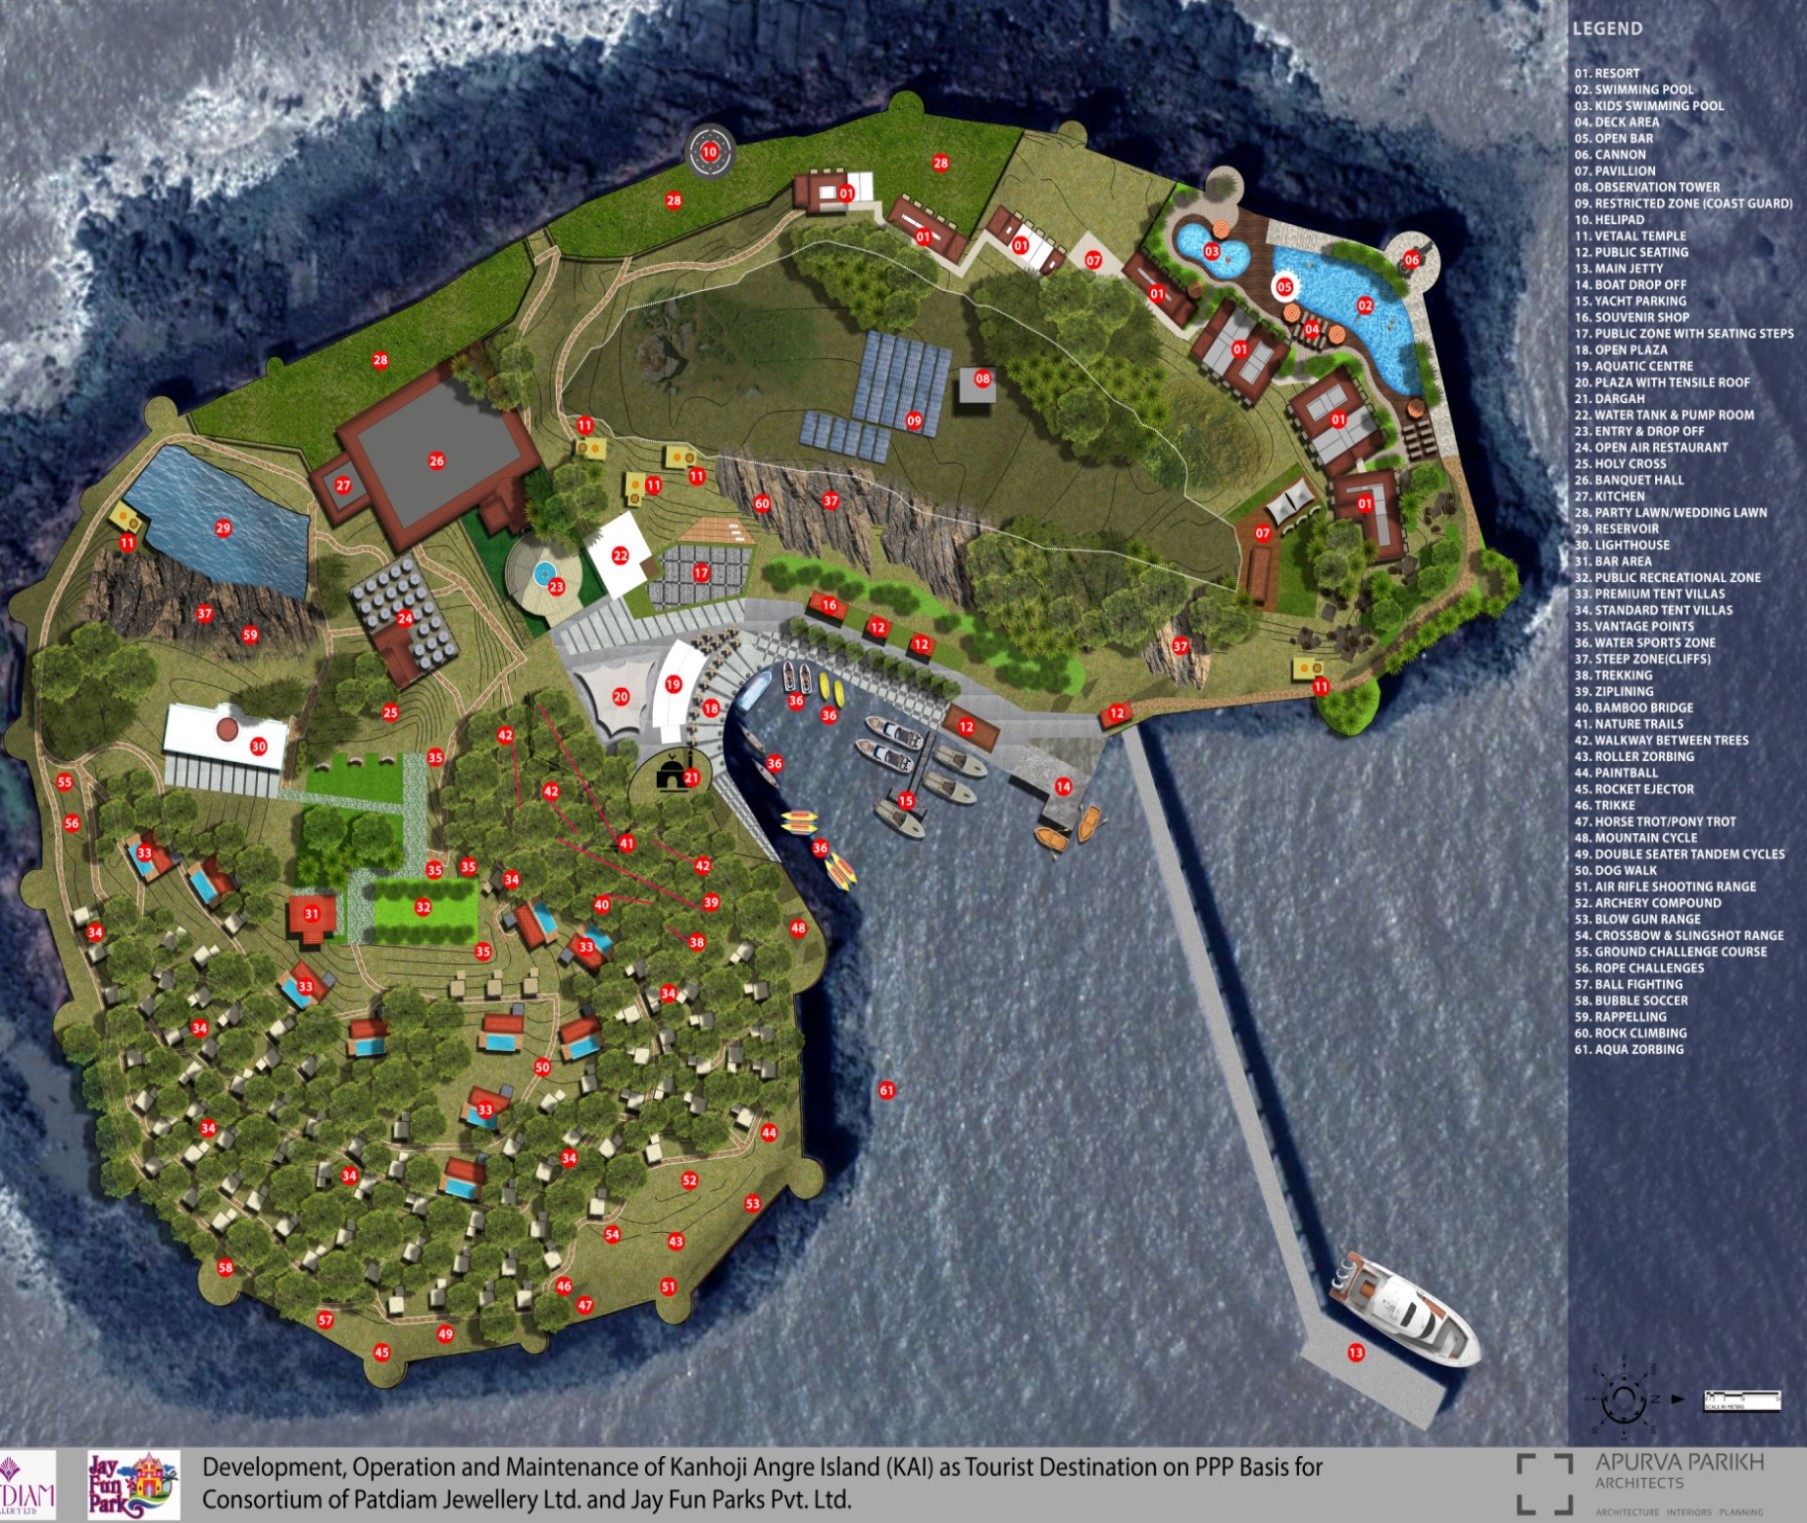 LEGEND
01. RESORT
02. SWIMMING POOL
03. KIDS SWIMMING POOL
04. DECK AREA
05. OPEN BAR
06. CANNON
07. PAVILLION
08. OBSERVATION TOWER
09. RESTRICTED ZONE (COAST GUARD)
10. HELIPAD
11. VETAAL TEMPLE
12. PUBLIC SEATING
13. MAIN JETTY
14. BOAT DROP OFF
15. YACHT PARKING
16. SOUVENIR SHOP
17. PUBLIC ZONE WITH SEATING STEPS
18. OPEN PLAZA
19. AQUATIC CENTRE
20. PLAZA WITH TENSILE ROOF
21. DARGAH
22. WATER TANK & PUMP ROOM
23. ENTRY & DROP OFF
24. OPEN AIR RESTAURANT
25. HOLY CROSS
26. BANQUET HALL
27. KITCHEN
28. PARTY LAWN/WEDDING LAWN
29. RESERVOIR
30. LIGHTHOUSE
31. BAR AREA
32. PUBLIC RECREATIONAL ZONE
33. PREMIUM TENT VILLAS
34. STANDARD TENT VILLAS
35. VANTAGE POINTS
36. WATER SPORTS ZONE
37. STEEP ZONE(CLIFFS)
38. TREKKING
39. ZIPLINING
40. BAMBOO BRIDGE
41. NATURE TRAILS
42. WALKWAY BETWEEN TREES
43. ROLLER ZORBING
44. PAINTBALL
45. ROCKET EJECTOR
46. TRIKKE
47. HORSE TROT/PONY TROT
48. MOUNTAIN CYCLE
49. DOUBLE SEATER TANDEM CYCLES
50. DOG WALK
51. AIR RIFLE SHOOTING RANGE
52. ARCHERY COMPOUND
53. BLOW GUN RANGE
54. CROSSBOW & SLINGSHOT RANGE
55. GROUND CHALLENGE COURSE
56. ROPE CHALLENGES
57. BALL FIGHTING
58. BUBBLE SOCCER
59. RAPPELLING
60. ROCK CLIMBING
61. AQUA ZORBING
10
28
01
28
01
01
07
03
06
01
05
02
04
01
28
08
01
09
11
26
11
11
27
60
37
01
29
11
07
22
17
23
16
37
24
59
12
12
37
19
11
20
36
18
25
36
12
12
42
30
35
36
21
55
14
42
15
56
41
36
33
42
35
35
34
39
40
32
31
48
34
38
33
35
33
34
34
50
61
33
34
44
34
34
52
53
54
43
58
46
51
47
57
49
45
13
N
SCALE IN METERS
Jay
Fun
Park
Development, Operation and Maintenance of Kanhoji Angre Island (KAI) as Tourist Destination on PPP Basis for
Consortium of Patdiam Jewellery Ltd. and Jay Fun Parks Pvt. Ltd.
APURVA PARIKH
ARCHITECTS
ARCHITECTURE INTERIORS PLANNING